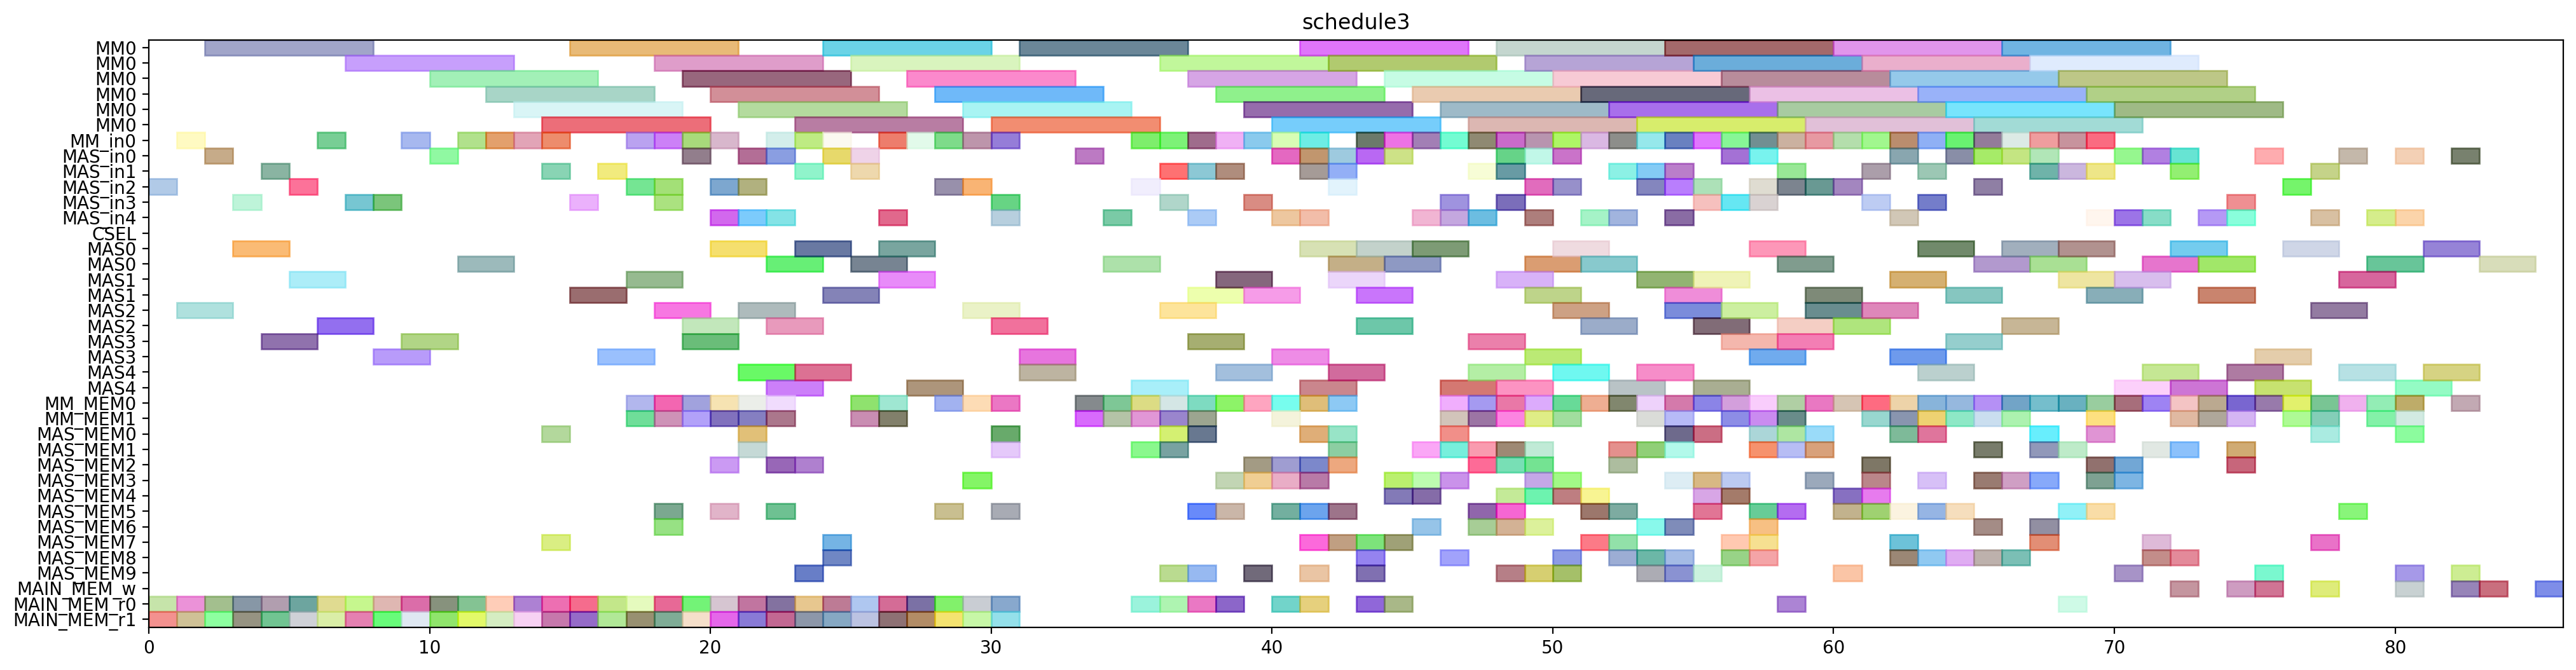 schedule3
MM0
MM0
MM0
MM0
MM0
MM0
MM_in0
MAS_in0
MAS_in1
MAS_in2
MAS_in3
MAS_in4
CSEL
MAS0
MAS0
MAS1
MAS1
MAS2
MAS2
MAS3
MAS3
MAS4
MAS4
MM_MEM0
MM_MEM1
MAS_MEM0
MAS_MEM1
MAS_MEM2
MAS_MEM3
MAS_MEM4
MAS_MEM5
MAS_MEM6
MAS_MEM7
MAS_MEM8
MAS_MEM9
MAIN_MEM_w
MAIN_MEM_r0
MAIN_MEM_r1
0 10 20 30 40 50 60 70 80